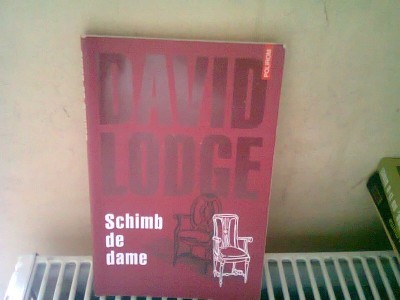 POLIROM
DAVID
LODGE
Schimb
de
dame